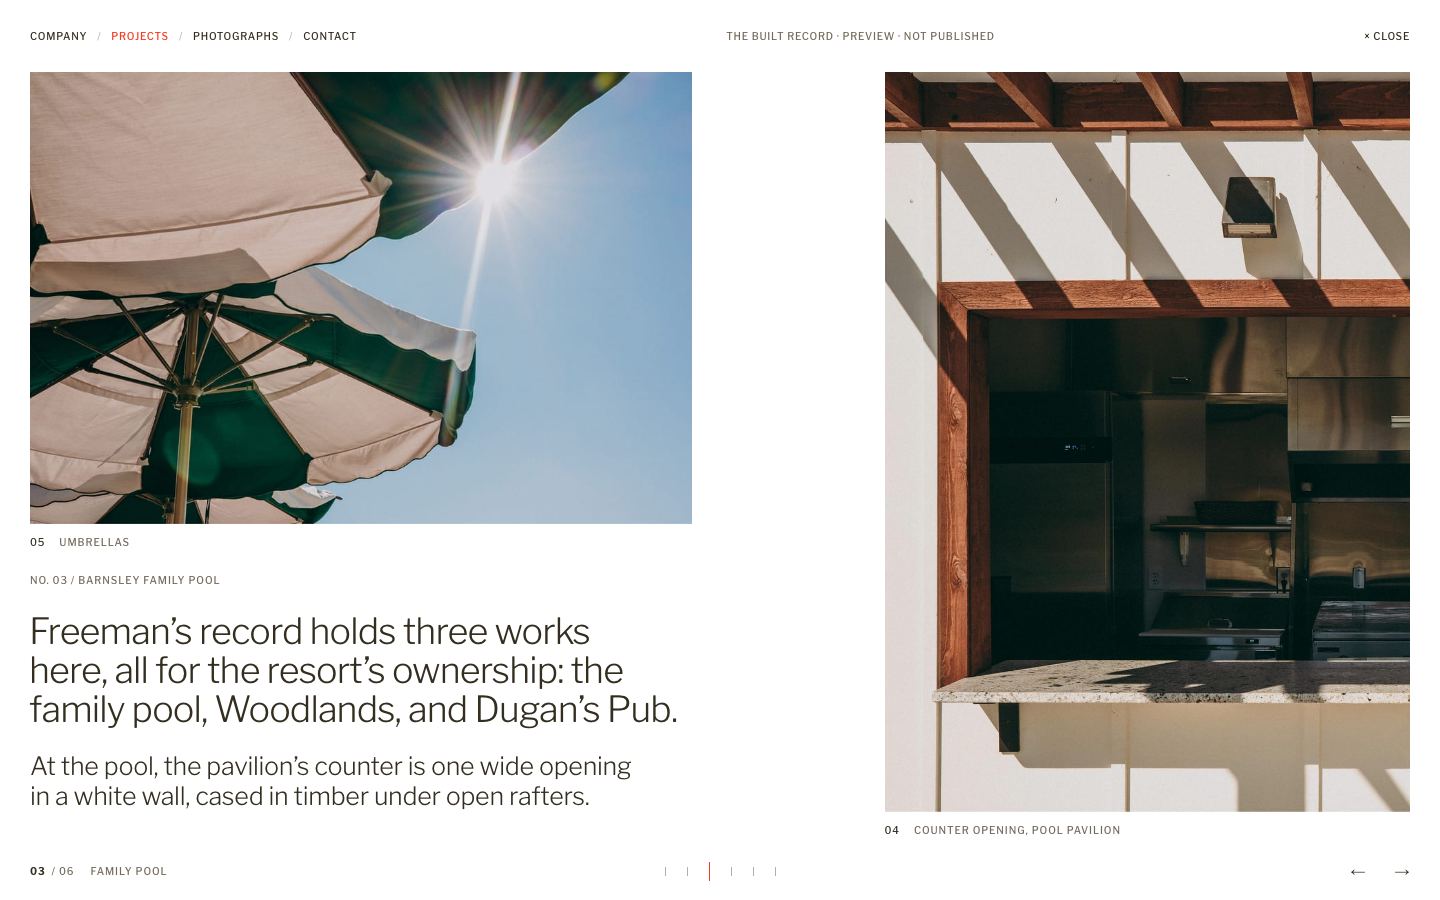 COMPANY / PROJECTS / PHOTOGRAPHS / CONTACT
THE BUILT RECORD · PREVIEW · NOT PUBLISHED
× CLOSE
05 UMBRELLAS
NO. 03 / BARNSLEY FAMILY POOL
Freeman’s record holds three works
here, all for the resort’s ownership: the
family pool, Woodlands, and Dugan’s Pub.
At the pool, the pavilion’s counter is one wide opening
in a white wall, cased in timber under open rafters.
04 COUNTER OPENING, POOL PAVILION
03 / 06 FAMILY POOL
← →